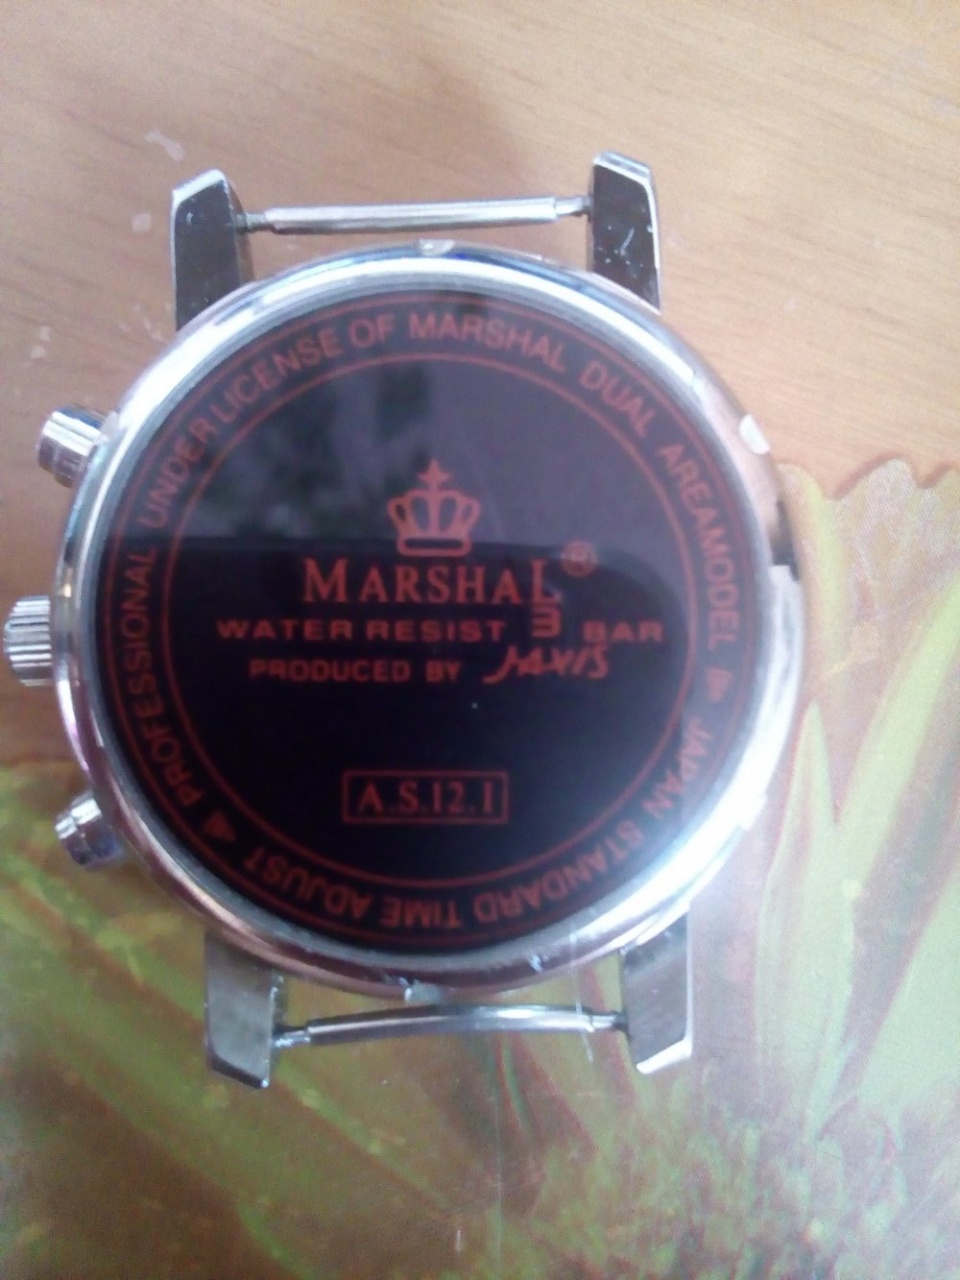 PROFESSIONAL UNDER LICENSE OF MARSHAL DUAL AREAMODEL
JAPAN STANDARD TIME ADJUST
MARSHAL®
WATER RESIST 3 BAR
PRODUCED BY JAXIS
A.S.12.1